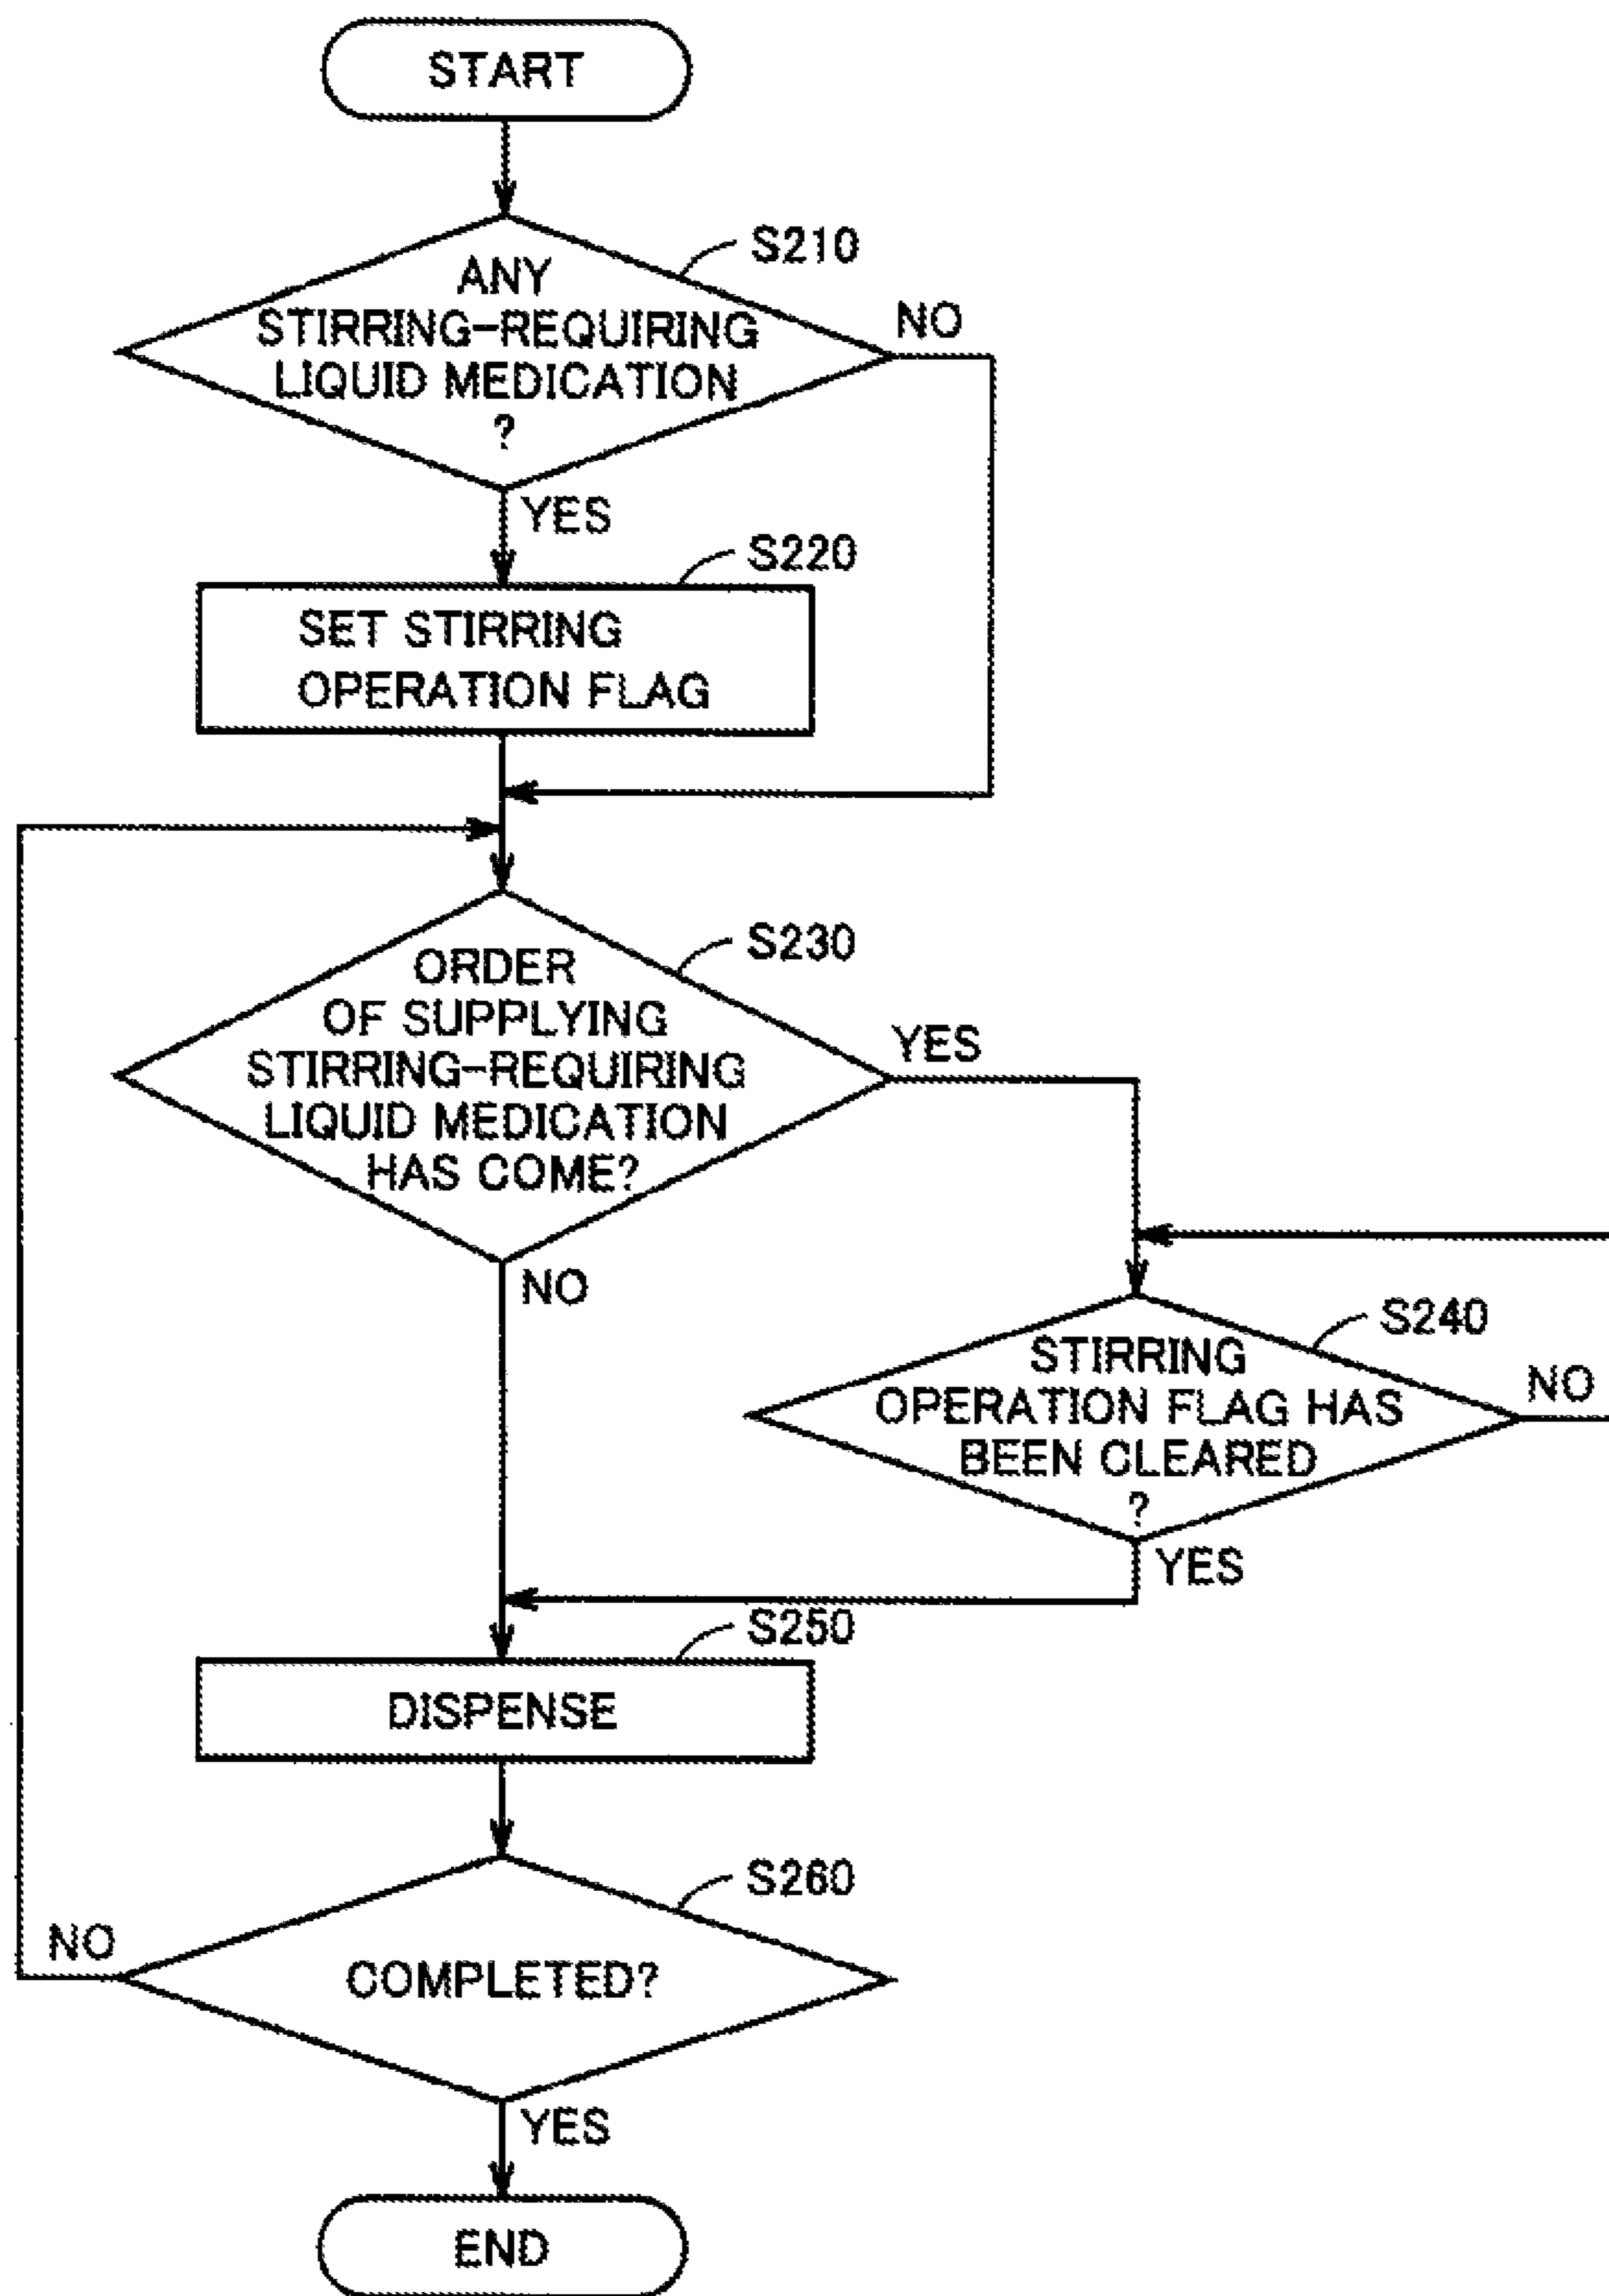 START
S210
ANY
STIRRING-REQUIRING
LIQUID MEDICATION
?
NO
YES
S220
SET STIRRING
OPERATION FLAG
S230
ORDER
OF SUPPLYING
STIRRING-REQUIRING
LIQUID MEDICATION
HAS COME?
YES
NO
S240
STIRRING
OPERATION FLAG HAS
BEEN CLEARED
?
NO
YES
S250
DISPENSE
S260
COMPLETED?
NO
YES
END